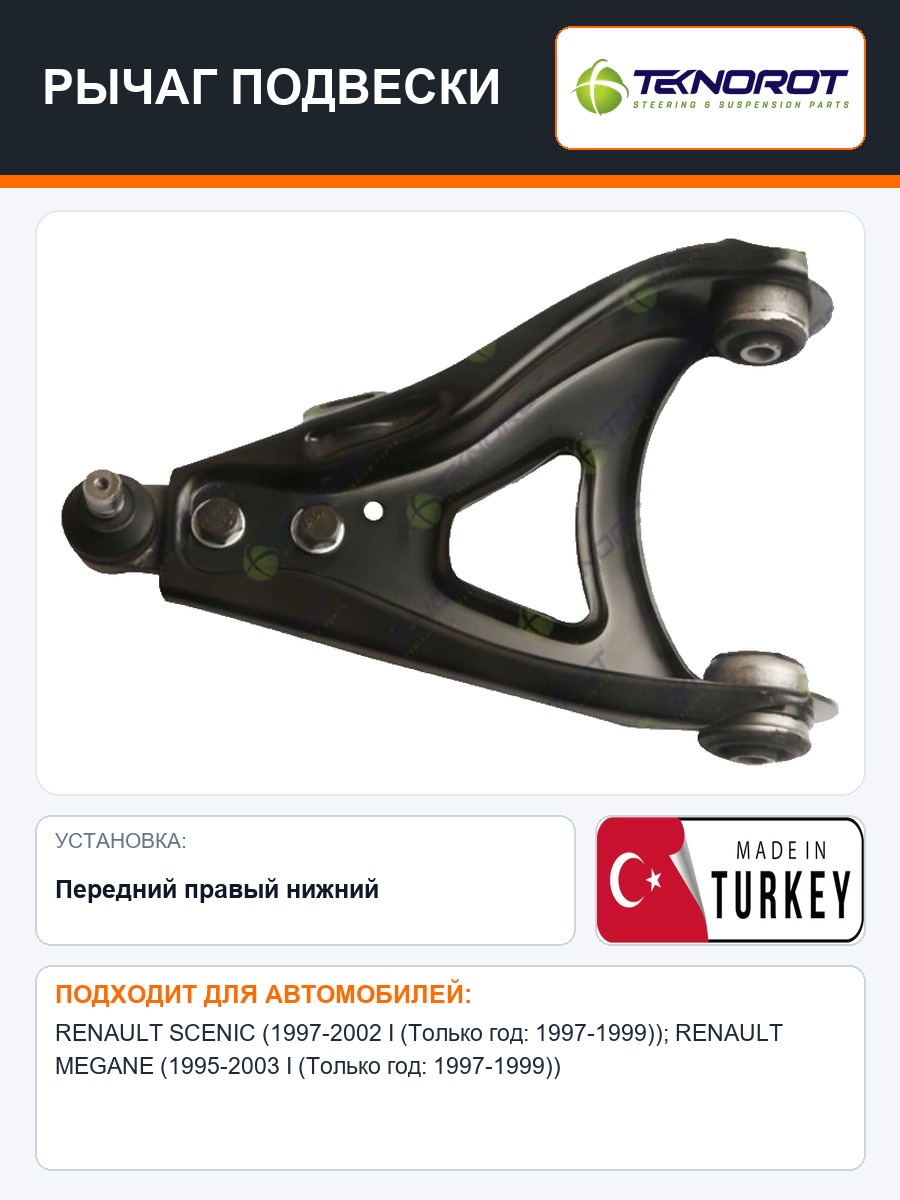 РЫЧАГ ПОДВЕСКИ
TEKNOROT
STEERING & SUSPENSION PARTS
УСТАНОВКА:
Передний правый нижний
MADE IN
TURKEY
ПОДХОДИТ ДЛЯ АВТОМОБИЛЕЙ:
RENAULT SCENIC (1997-2002 I (Только год: 1997-1999)); RENAULT
MEGANE (1995-2003 I (Только год: 1997-1999))